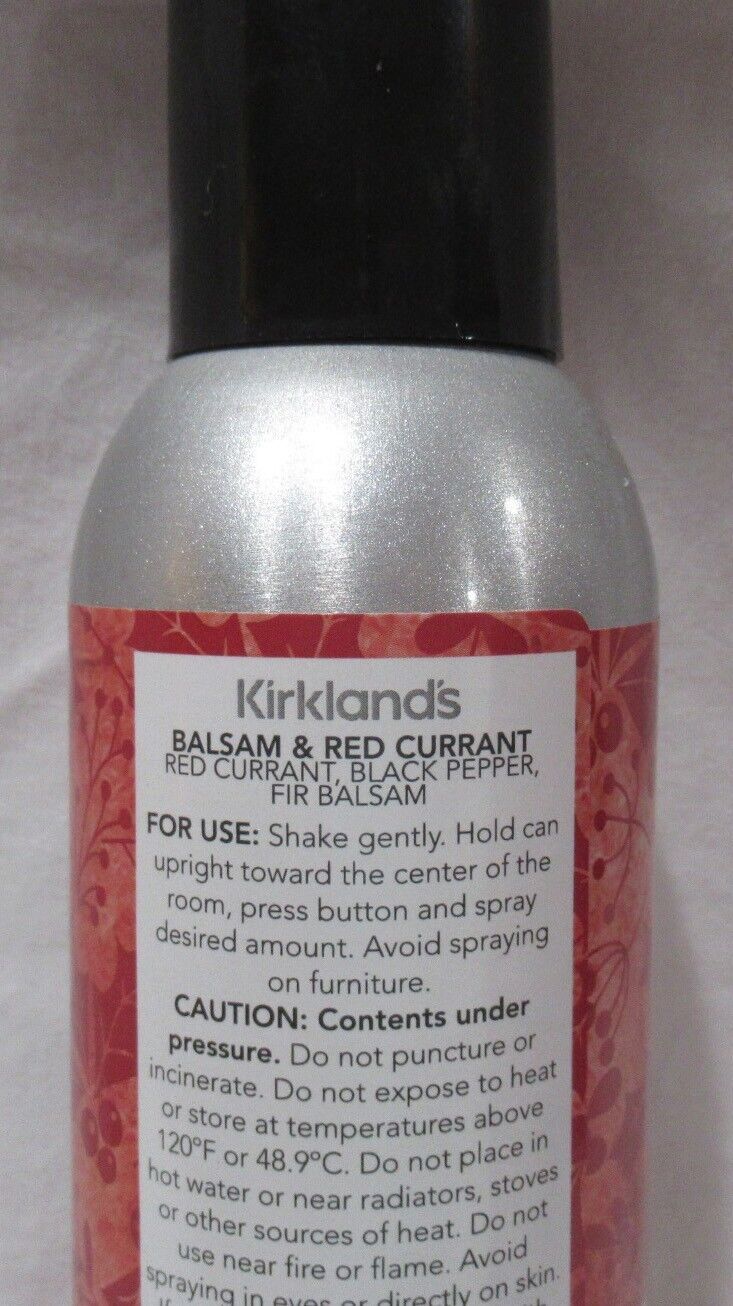 Kirkland's
BALSAM & RED CURRANT
RED CURRANT, BLACK PEPPER,
FIR BALSAM
FOR USE: Shake gently. Hold can
upright toward the center of the
room, press button and spray
desired amount. Avoid spraying
on furniture.
CAUTION: Contents under
pressure. Do not puncture or
incinerate. Do not expose to heat
or store at temperatures above
120°F or 48.9°C. Do not place in
hot water or near radiators, stoves
or other sources of heat. Do not
use near fire or flame. Avoid
spraying in eyes or directly on skin.